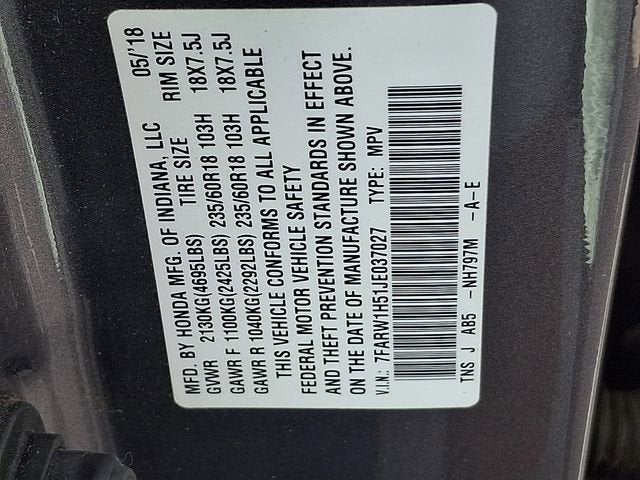 MFD. BY HONDA MFG. OF INDIANA, LLC 05/'18
GVWR 2130KG(4695LBS) TIRE SIZE RIM SIZE
GAWR F 1100KG(2425LBS) 235/60R18 103H 18X7.5J
GAWR R 1040KG(2292LBS) 235/60R18 103H 18X7.5J
THIS VEHICLE CONFORMS TO ALL APPLICABLE
FEDERAL MOTOR VEHICLE SAFETY
AND THEFT PREVENTION STANDARDS IN EFFECT
ON THE DATE OF MANUFACTURE SHOWN ABOVE.
V.I.N.: 7FARW1H51JE037027 TYPE: MPV
TNS J AB5 -NH797M -A-E